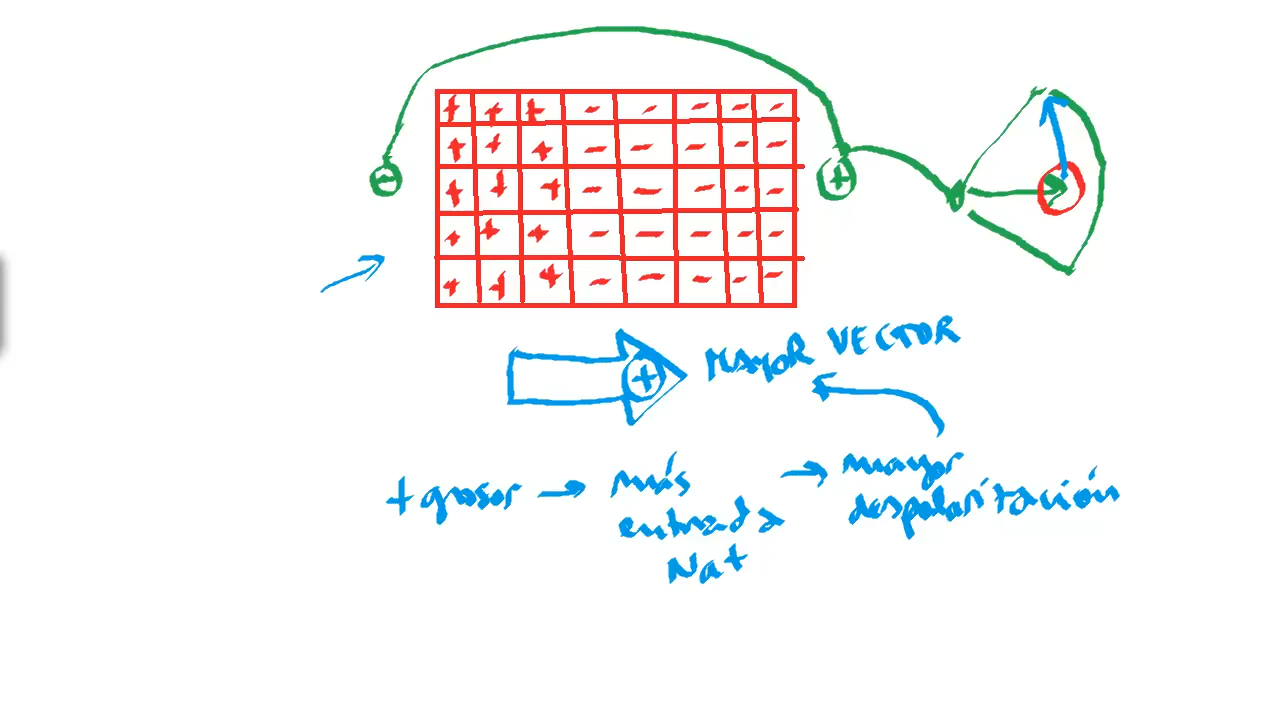 + + + - - - - -
+ + + - - - - -
- + + + - - - - - +
+ + + - - - - -
+ + + - - - - -
+ MAYOR VECTOR
+ grosor → más → mayor
entrada despolarización
Na+